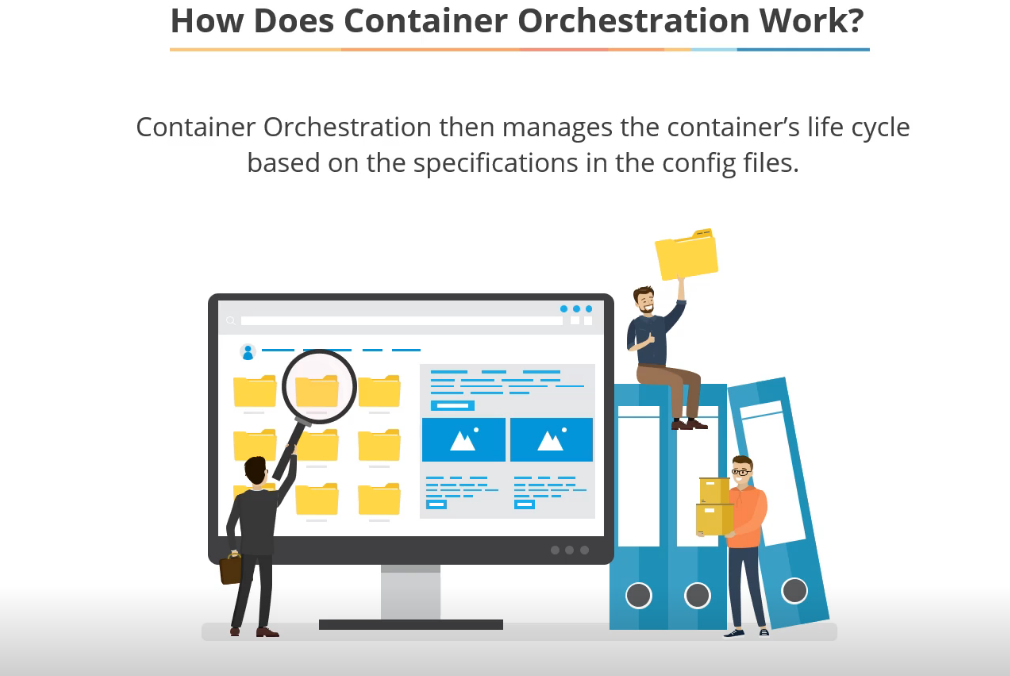 How Does Container Orchestration Work?
Container Orchestration then manages the container’s life cycle
based on the specifications in the config files.